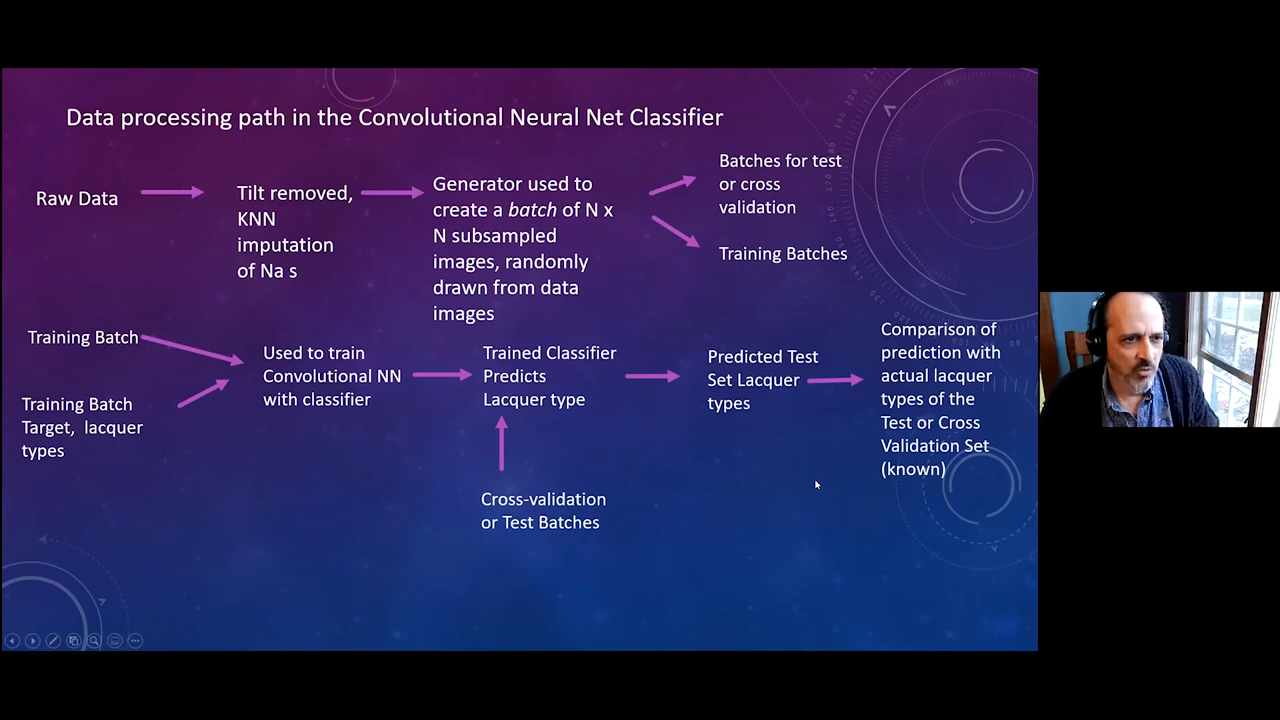 Data processing path in the Convolutional Neural Net Classifier
Raw Data
Tilt removed,
KNN
imputation
of Na s
Generator used to
create a batch of N x
N subsampled
images, randomly
drawn from data
images
Batches for test
or cross
validation
Training Batches
Training Batch
Training Batch
Target, lacquer
types
Used to train
Convolutional NN
with classifier
Trained Classifier
Predicts
Lacquer type
Cross-validation
or Test Batches
Predicted Test
Set Lacquer
types
Comparison of
prediction with
actual lacquer
types of the
Test or Cross
Validation Set
(known)